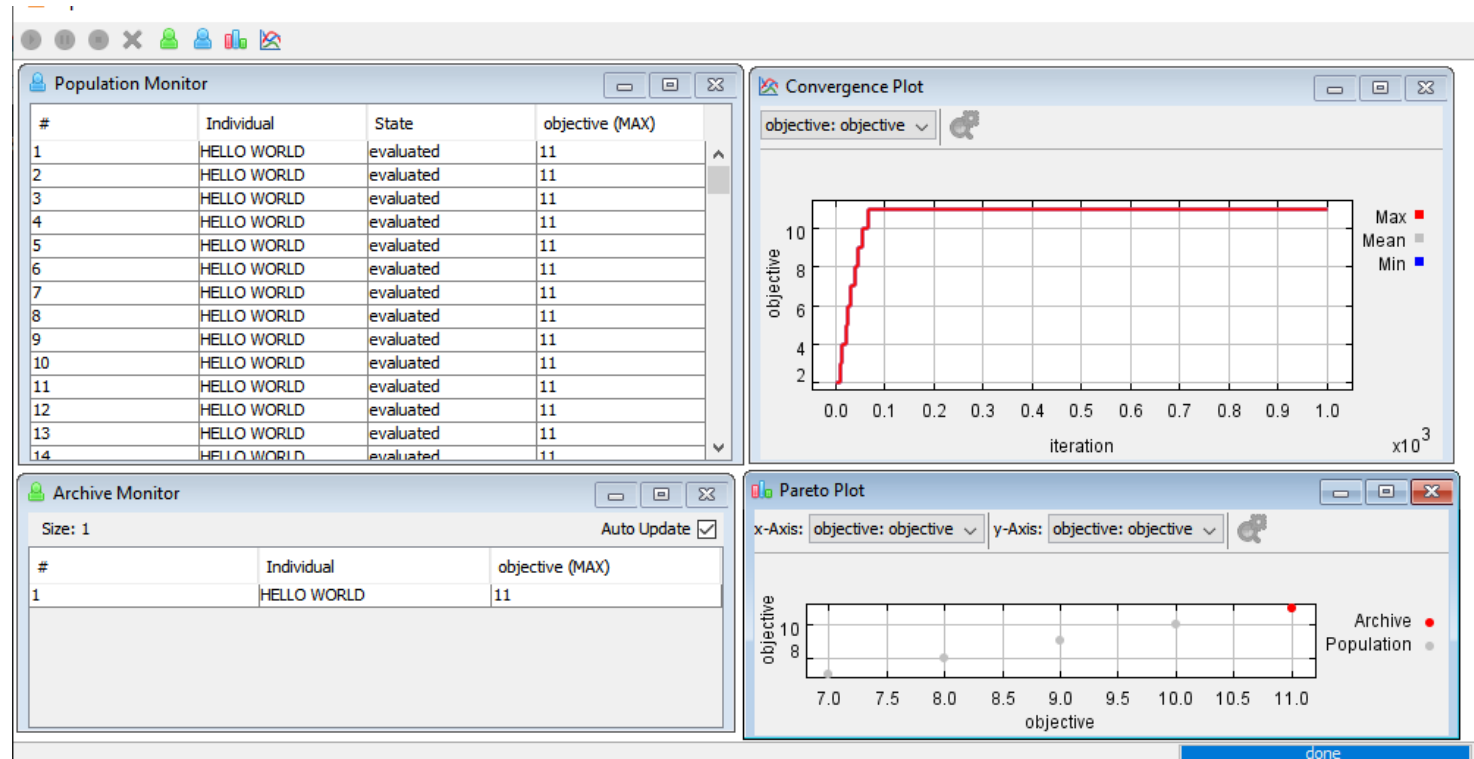 Population Monitor
# Individual State objective (MAX)
1 HELLO WORLD evaluated 11
2 HELLO WORLD evaluated 11
3 HELLO WORLD evaluated 11
4 HELLO WORLD evaluated 11
5 HELLO WORLD evaluated 11
6 HELLO WORLD evaluated 11
7 HELLO WORLD evaluated 11
8 HELLO WORLD evaluated 11
9 HELLO WORLD evaluated 11
10 HELLO WORLD evaluated 11
11 HELLO WORLD evaluated 11
12 HELLO WORLD evaluated 11
13 HELLO WORLD evaluated 11
14 HELLO WORLD evaluated 11
Convergence Plot
objective: objective
10
8
6
4
2
objective
Max
Mean
Min
0.0 0.1 0.2 0.3 0.4 0.5 0.6 0.7 0.8 0.9 1.0
iteration
x10^3
Archive Monitor
Size: 1 Auto Update
# Individual objective (MAX)
1 HELLO WORLD 11
Pareto Plot
x-Axis: objective: objective y-Axis: objective: objective
10
8
objective
Archive
Population
7.0 7.5 8.0 8.5 9.0 9.5 10.0 10.5 11.0
objective
done